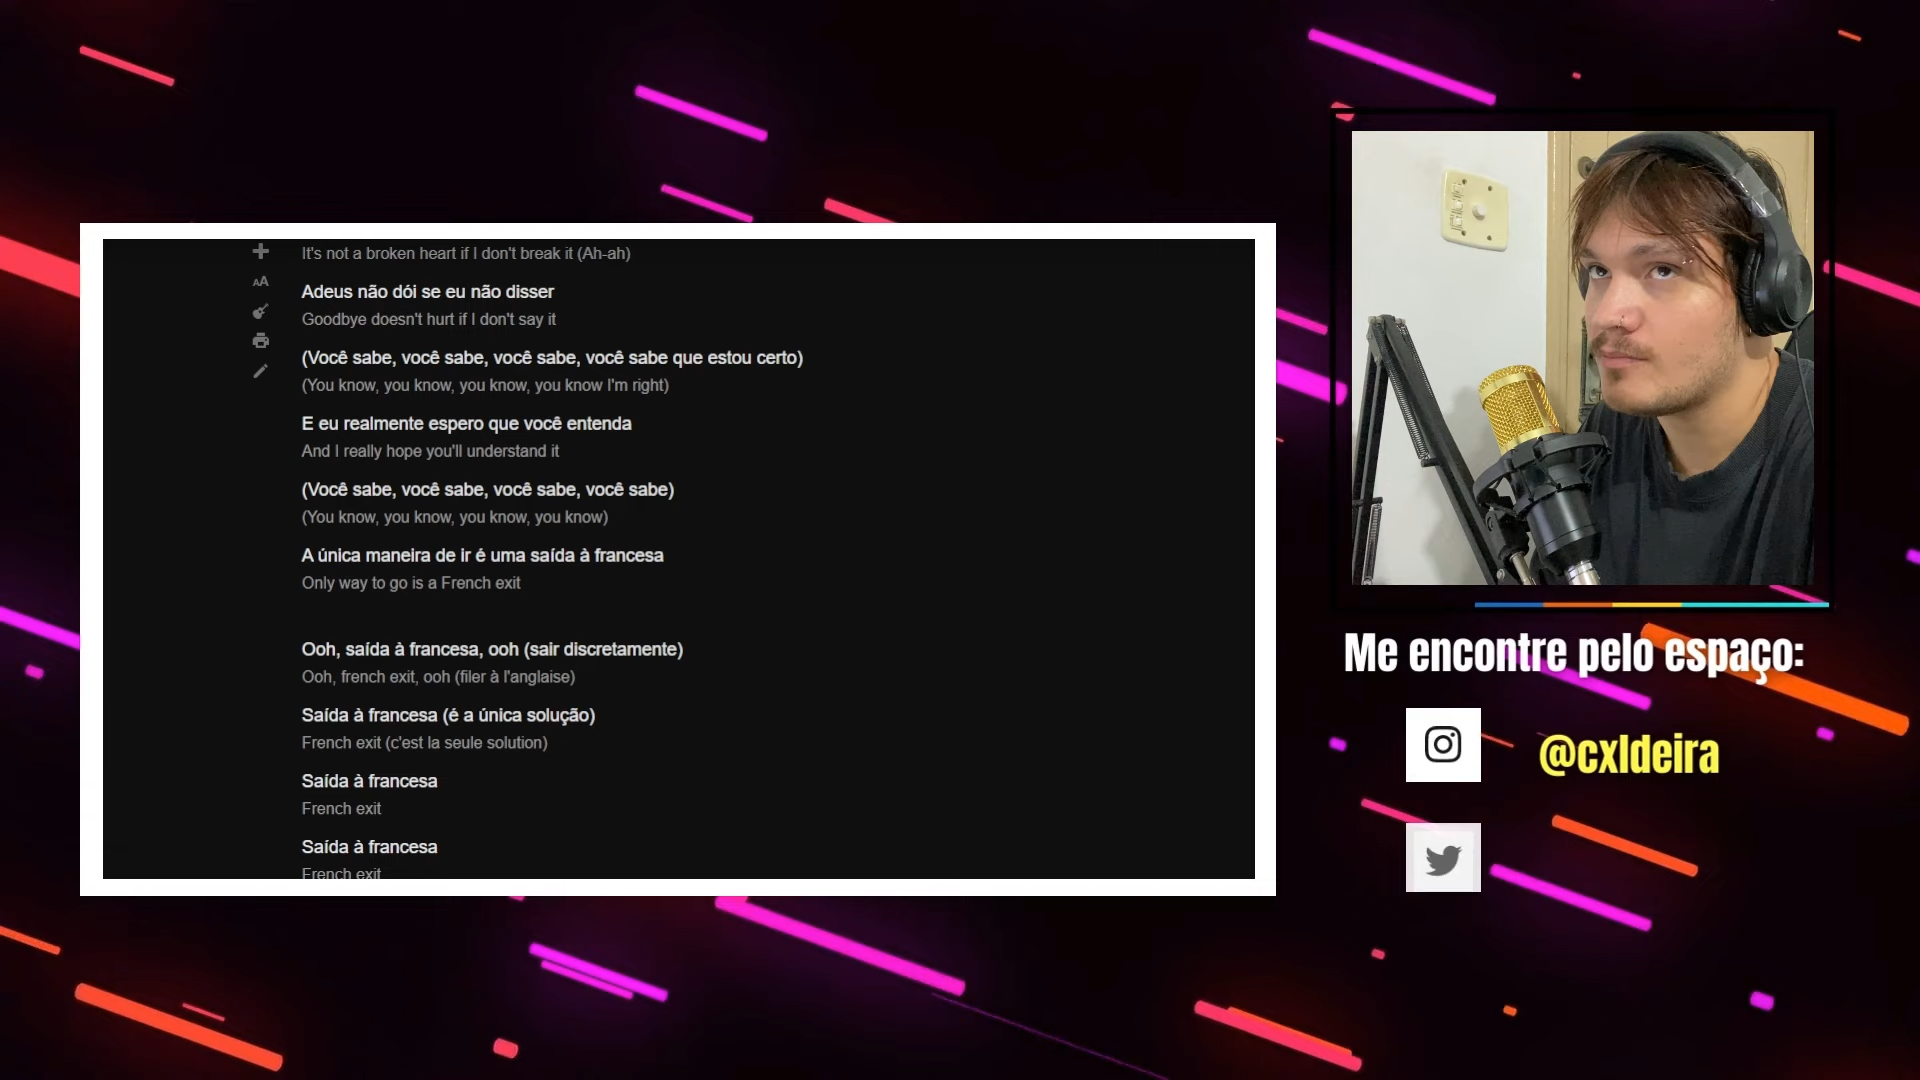 It's not a broken heart if I don't break it (Ah-ah)
Adeus não dói se eu não disser
Goodbye doesn't hurt if I don't say it
(Você sabe, você sabe, você sabe, você sabe que estou certo)
(You know, you know, you know, you know I'm right)
E eu realmente espero que você entenda
And I really hope you'll understand it
(Você sabe, você sabe, você sabe, você sabe)
(You know, you know, you know, you know)
A única maneira de ir é uma saída à francesa
Only way to go is a French exit
Ooh, saída à francesa, ooh (sair discretamente)
Ooh, french exit, ooh (filer à l'anglaise)
Saída à francesa (é a única solução)
French exit (c'est la seule solution)
Saída à francesa
French exit
Saída à francesa
French exit
AA
Me encontre pelo espaço:
@cxldeira